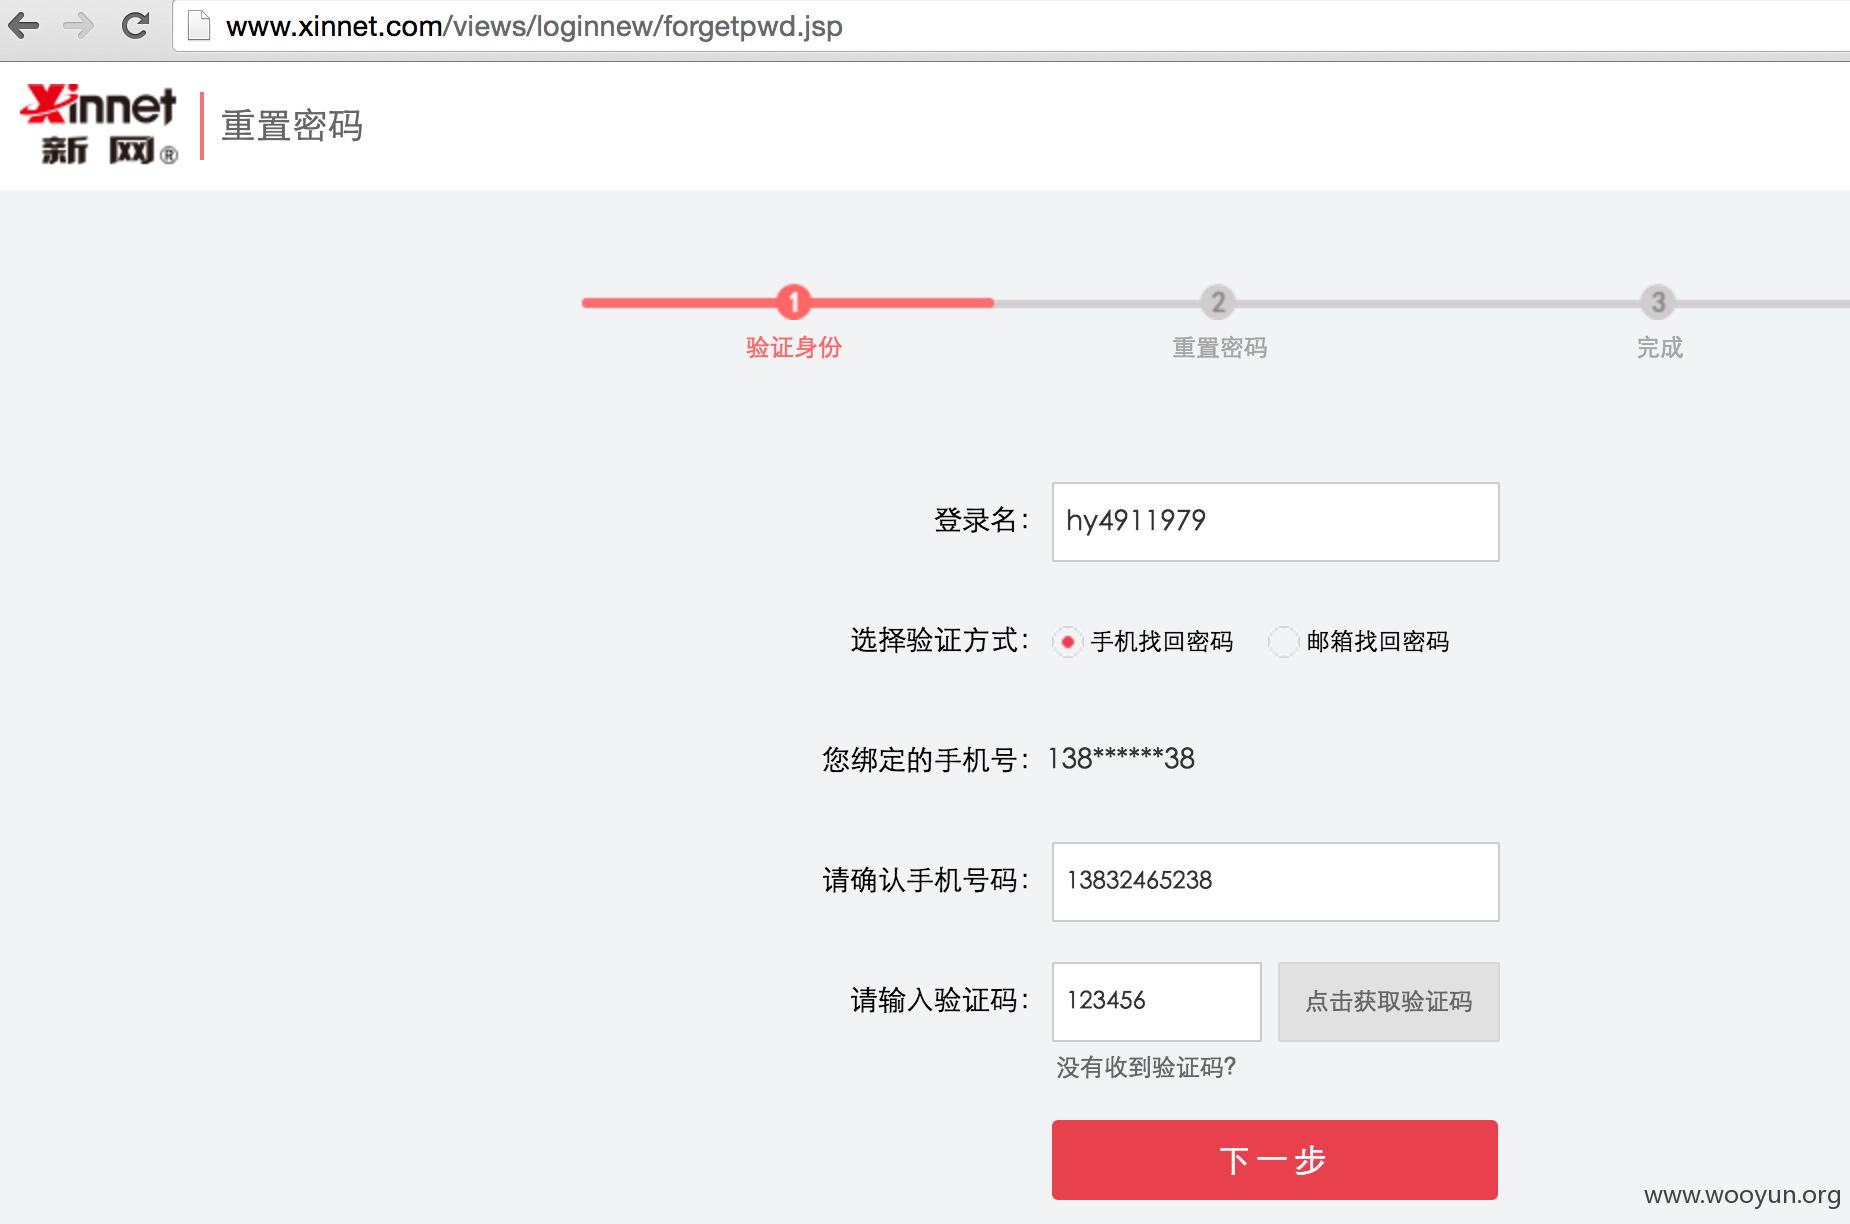 www.xinnet.com/views/loginnew/forgetpwd.jsp
Xinnet
新网®
重置密码
1 2 3
验证身份 重置密码 完成
登录名： hy4911979
选择验证方式： 手机找回密码 邮箱找回密码
您绑定的手机号： 138******38
请确认手机号码： 13832465238
请输入验证码： 123456 点击获取验证码
没有收到验证码?
下一步
www.wooyun.org